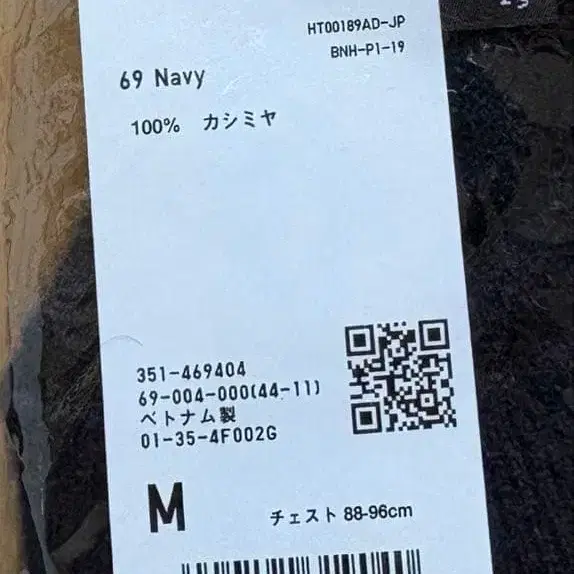 HT00189AD-JP
BNH-P1-19
69 Navy
100% カシミヤ
351-469404
69-004-000(44-11)
ベトナム製
01-35-4F002G
M
チェスト 88-96cm